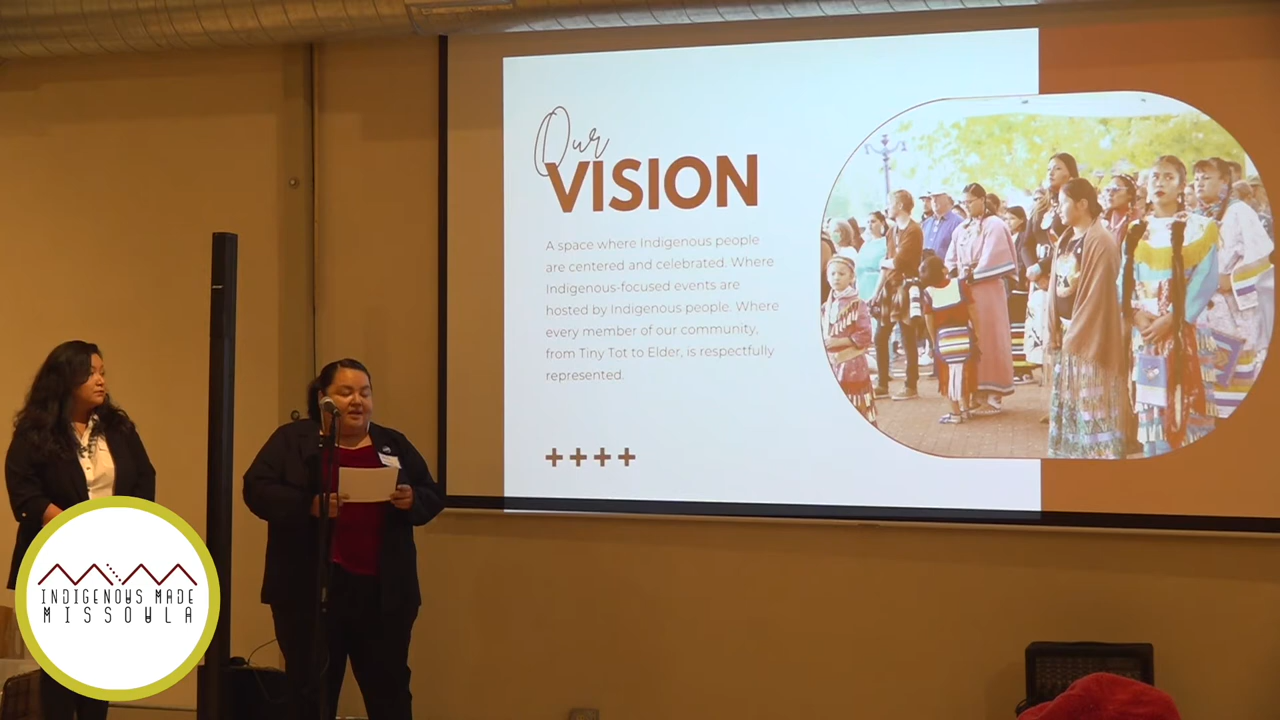 Our
VISION
A space where Indigenous people
are centered and celebrated. Where
Indigenous-focused events are
hosted by Indigenous people. Where
every member of our community,
from Tiny Tot to Elder, is respectfully
represented.
INDIGENOUS MADE
MISSOULA